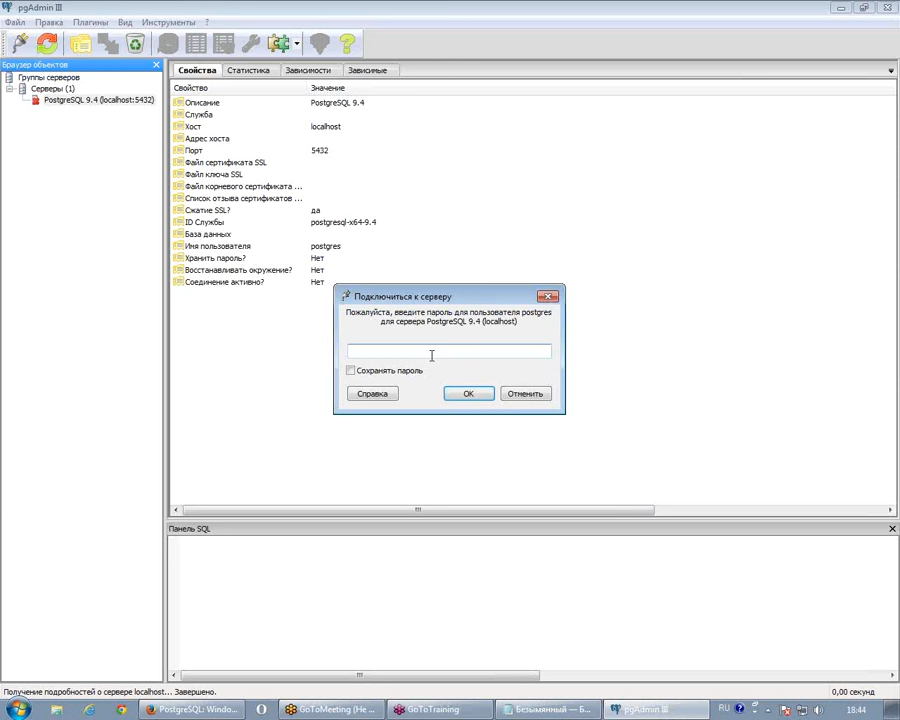 pgAdmin III
Файл Правка Плагины Вид Инструменты ?
Браузер объектов
Группы серверов
Серверы (1)
PostgreSQL 9.4 (localhost:5432)
Свойства Статистика Зависимости Зависимые
Свойство Значение
Описание PostgreSQL 9.4
Служба
Хост localhost
Адрес хоста
Порт 5432
Файл сертификата SSL
Файл ключа SSL
Файл корневого сертификата ...
Список отзыва сертификатов ...
Сжатие SSL? да
ID Службы postgresql-x64-9.4
База данных
Имя пользователя postgres
Хранить пароль? Нет
Восстанавливать окружение? Нет
Соединение активно? Нет
Подключиться к серверу
Пожалуйста, введите пароль для пользователя postgres
для сервера PostgreSQL 9.4 (localhost)
Сохранять пароль
Справка OK Отменить
Панель SQL
Получение подробностей о сервере localhost... Завершено. 0,00 секунд
PostgreSQL: Windo... GoToMeeting (Не ... GoToTraining Безымянный — Б... pgAdmin III RU 18:44